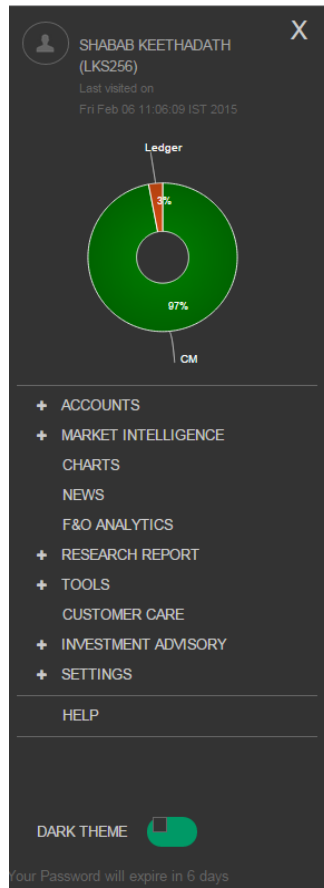 X
SHABAB KEETHADATH
(LKS256)
Last visited on
Fri Feb 06 11:06:09 IST 2015
Ledger
3%
97%
CM
+ ACCOUNTS
+ MARKET INTELLIGENCE
CHARTS
NEWS
F&O ANALYTICS
+ RESEARCH REPORT
+ TOOLS
CUSTOMER CARE
+ INVESTMENT ADVISORY
+ SETTINGS
HELP
DARK THEME
Your Password will expire in 6 days